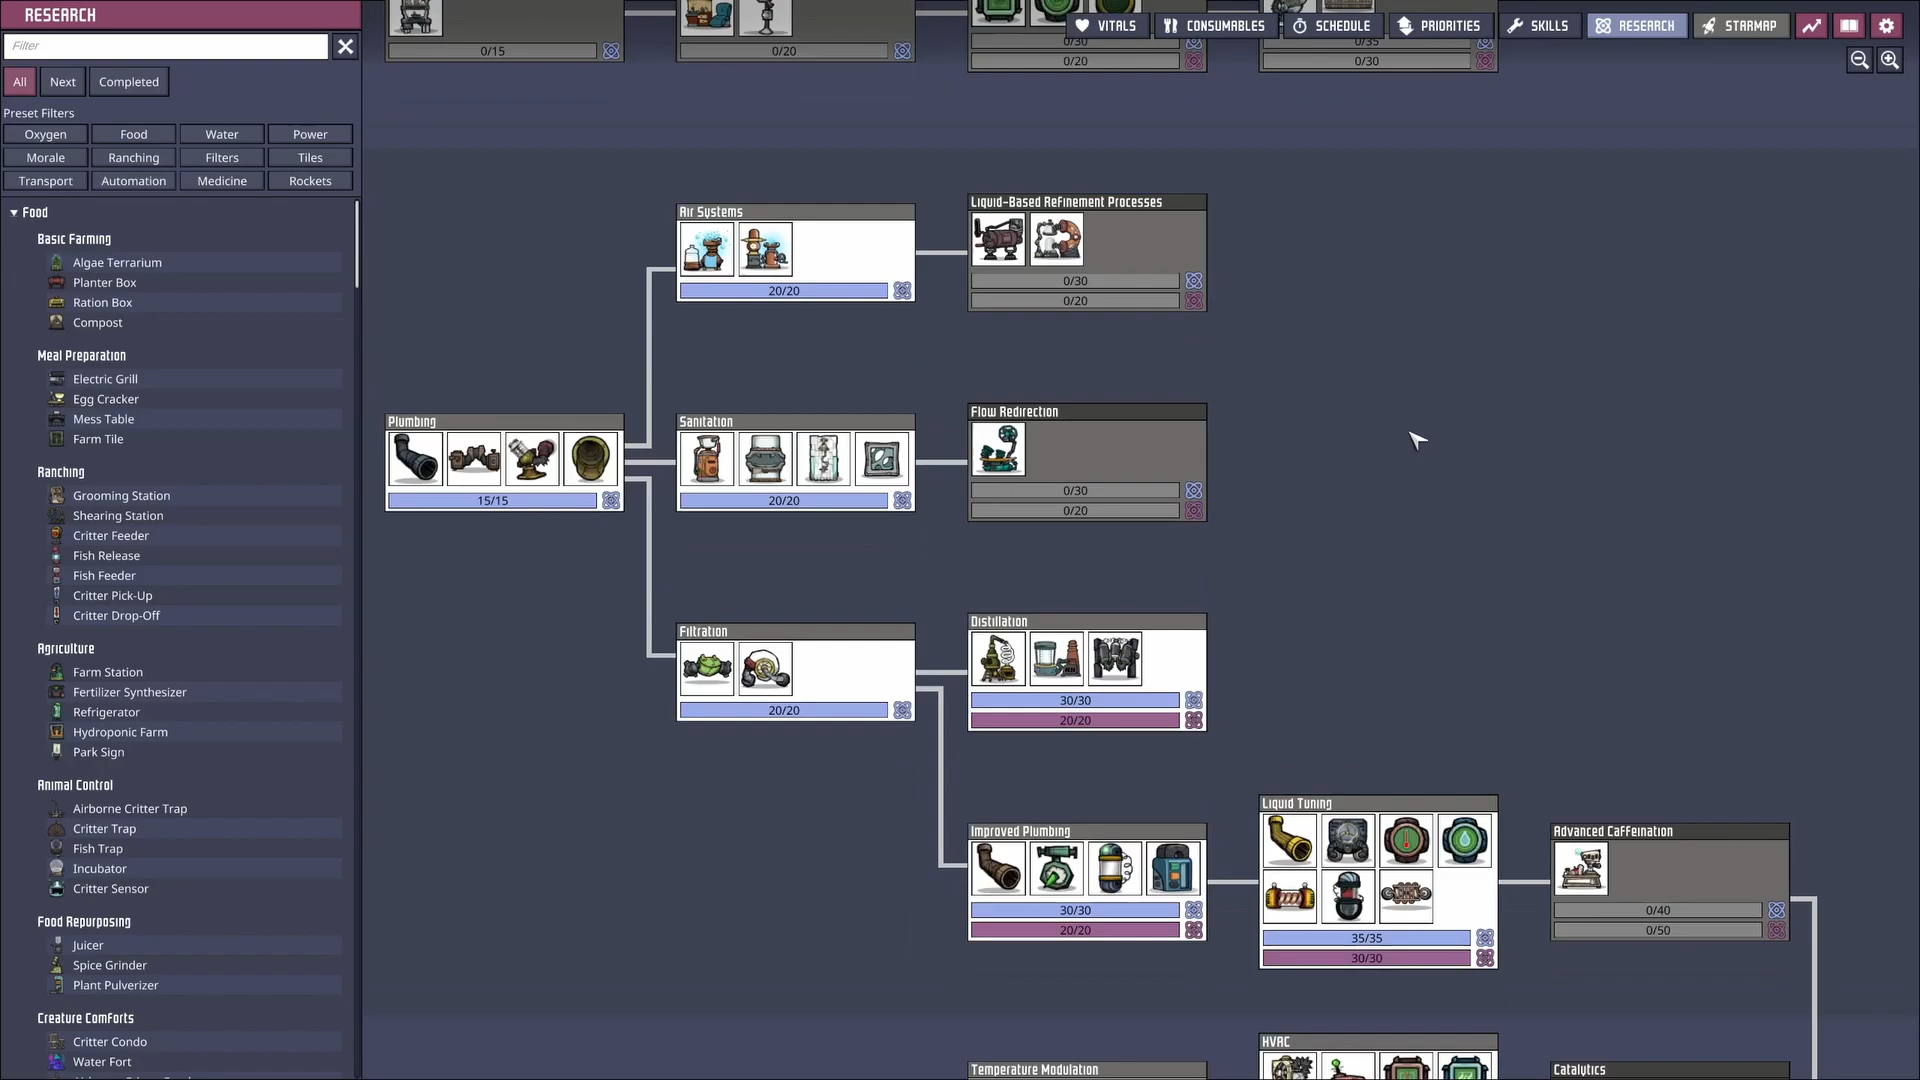 RESEARCH
Filter
All Next Completed
Preset Filters
Oxygen Food Water Power
Morale Ranching Filters Tiles
Transport Automation Medicine Rockets
Food
Basic Farming
Algae Terrarium
Planter Box
Ration Box
Compost
Meal Preparation
Electric Grill
Egg Cracker
Mess Table
Farm Tile
Ranching
Grooming Station
Shearing Station
Critter Feeder
Fish Release
Fish Feeder
Critter Pick-Up
Critter Drop-Off
Agriculture
Farm Station
Fertilizer Synthesizer
Refrigerator
Hydroponic Farm
Park Sign
Animal Control
Airborne Critter Trap
Critter Trap
Fish Trap
Incubator
Critter Sensor
Food Repurposing
Juicer
Spice Grinder
Plant Pulverizer
Creature Comforts
Critter Condo
Water Fort
VITALS CONSUMABLES SCHEDULE PRIORITIES SKILLS RESEARCH STARMAP
0/15
0/20
0/30
0/20
0/35
0/30
Air Systems
20/20
Liquid-Based Refinement Processes
0/30
0/20
Plumbing
15/15
Sanitation
20/20
Flow Redirection
0/30
0/20
Filtration
20/20
Distillation
30/30
20/20
Improved Plumbing
30/30
20/20
Liquid Tuning
35/35
30/30
Advanced Caffeination
0/40
0/50
HVAC
Temperature Modulation
Catalytics